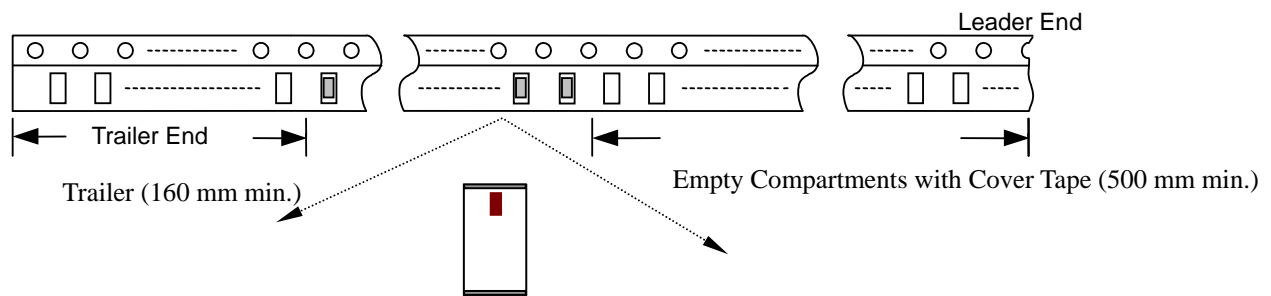 Leader End
Trailer End
Trailer (160 mm min.)
Empty Compartments with Cover Tape (500 mm min.)